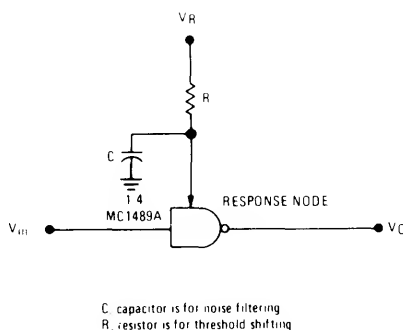 VR
R
C
1 4
MC1489A
RESPONSE NODE
Vin
VO
C capacitor is for noise filtering
R resistor is for threshold shifting